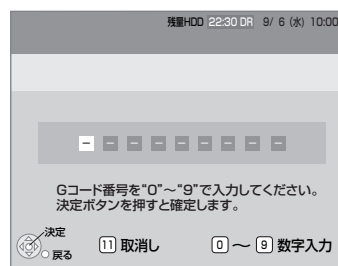 残量HDD 22:30 DR 9/ 6 (水) 10:00
- - - - - - - - -
Gコード番号を“0”～“9”で入力してください。
決定ボタンを押すと確定します。
決定
戻る
11 取消し 0 ～ 9 数字入力